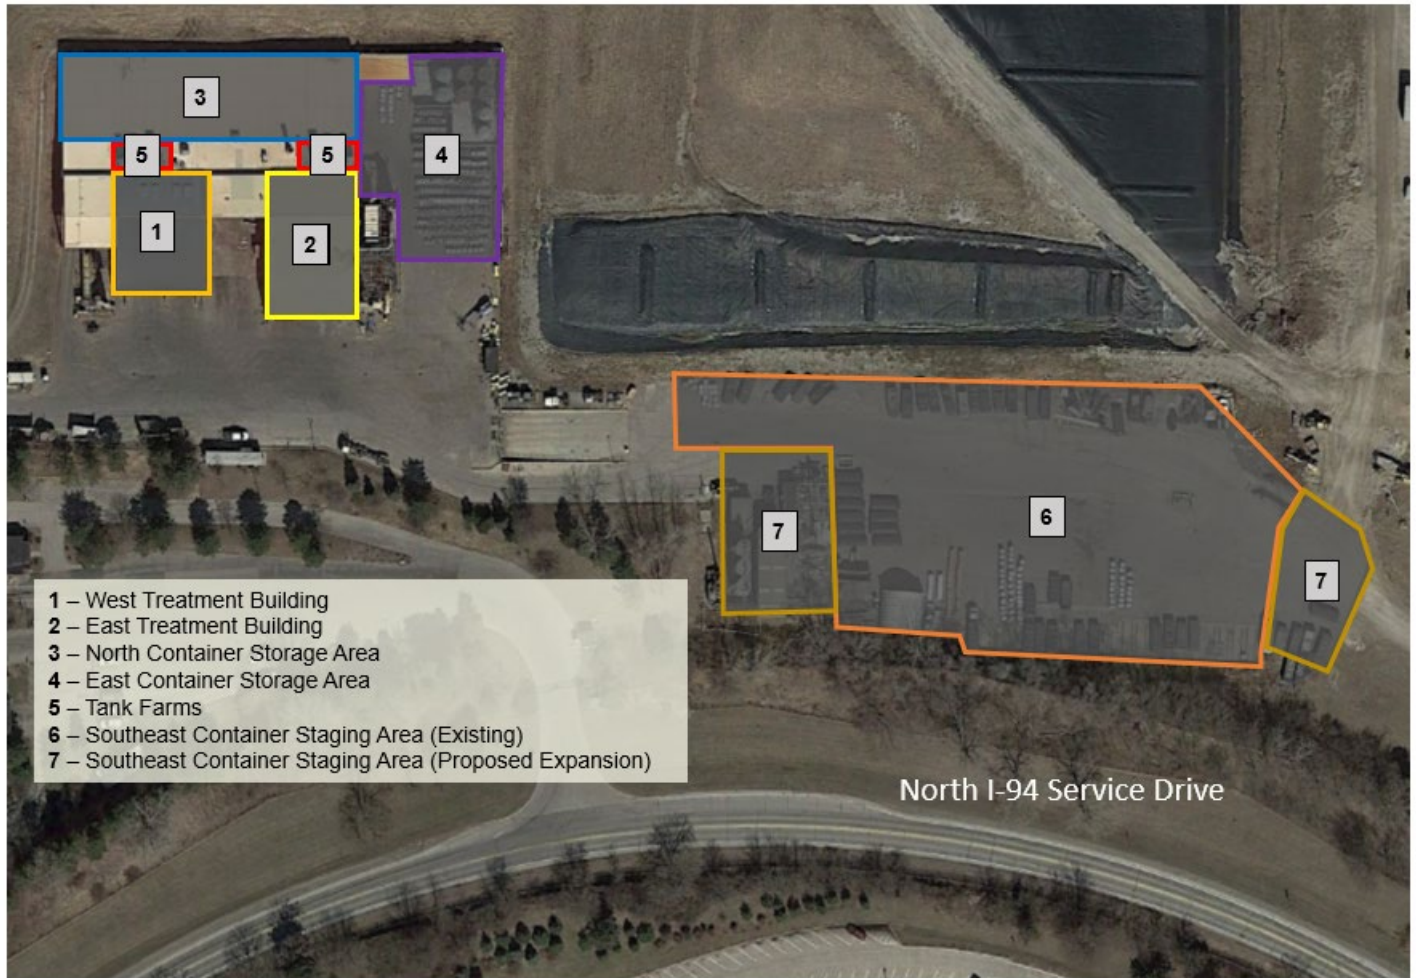 3
5
5
4
1
2
7
6
7
1 – West Treatment Building
2 – East Treatment Building
3 – North Container Storage Area
4 – East Container Storage Area
5 – Tank Farms
6 – Southeast Container Staging Area (Existing)
7 – Southeast Container Staging Area (Proposed Expansion)
North I-94 Service Drive